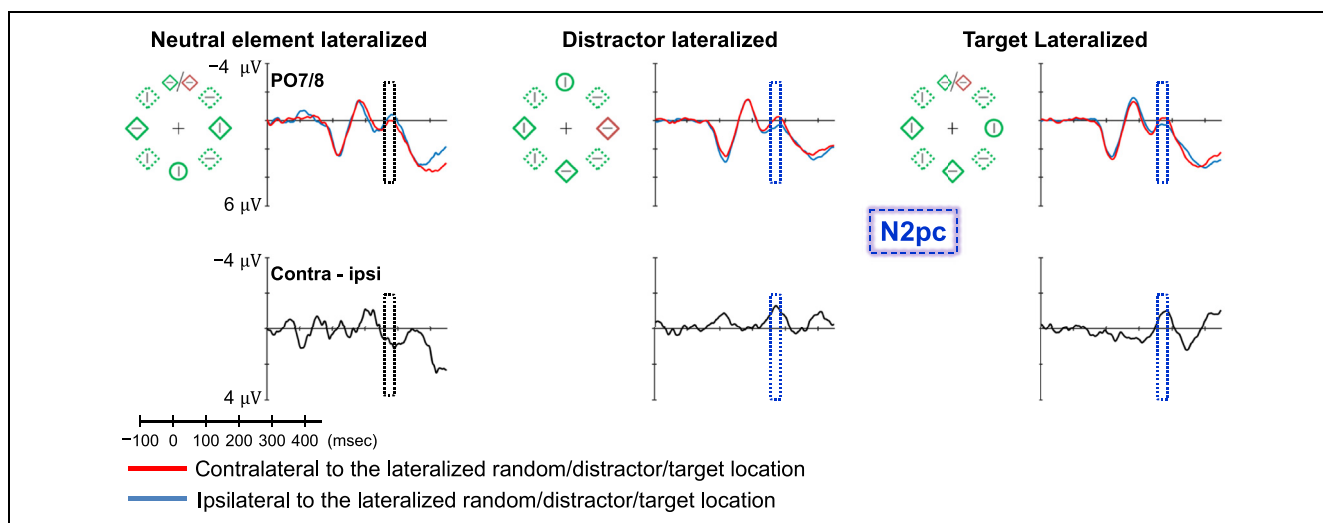 Neutral element lateralized
Distractor lateralized
Target Lateralized
−4 μV
PO7/8
6 μV
N2pc
−4 μV
Contra - ipsi
4 μV
−100 0 100 200 300 400 (msec)
Contralateral to the lateralized random/distractor/target location
Ipsilateral to the lateralized random/distractor/target location